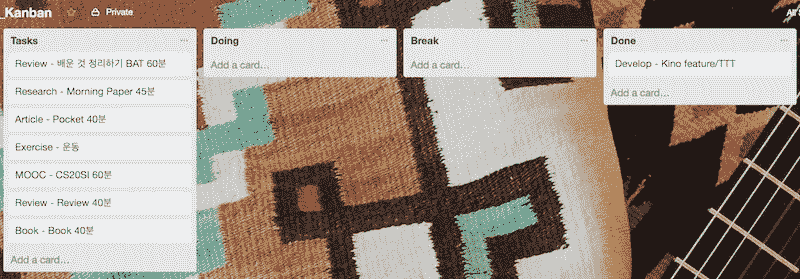 Kanban
Private
Tasks
Review - 배운 것 정리하기 BAT 60분
Research - Morning Paper 45분
Article - Pocket 40분
Exercise - 운동
MOOC - CS20SI 60분
Review - Review 40분
Book - Book 40분
Add a card...
Doing
Add a card...
Break
Add a card...
Done
Develop - Kino feature/TTT
Add a card...